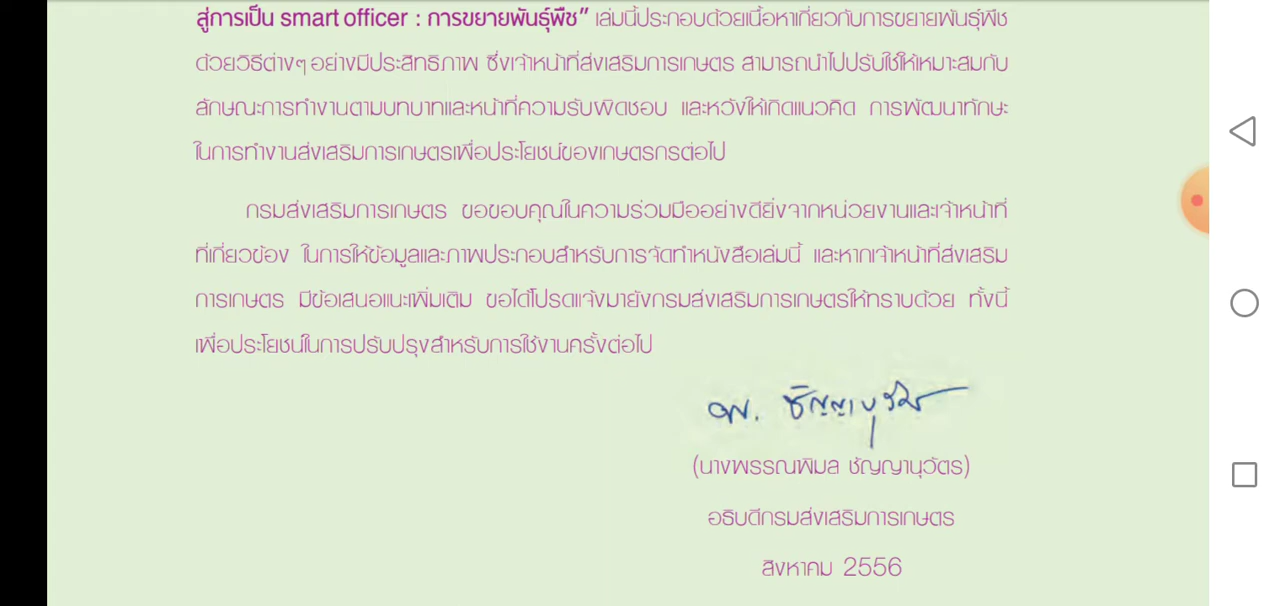 สู่การเป็น smart officer : การขยายพันธุ์พืช” เล่มนี้ประกอบด้วยเนื้อหาเกี่ยวกับการขยายพันธุ์พืช
ด้วยวิธีต่างๆ อย่างมีประสิทธิภาพ ซึ่งเจ้าหน้าที่ส่งเสริมการเกษตร สามารถนำไปปรับใช้ให้เหมาะสมกับ
ลักษณะการทำงานตามบทบาทและหน้าที่ความรับผิดชอบ และหวังให้เกิดแนวคิด การพัฒนาทักษะ
ในการทำงานส่งเสริมการเกษตรเพื่อประโยชน์ของเกษตรกรต่อไป
กรมส่งเสริมการเกษตร ขอขอบคุณในความร่วมมืออย่างดียิ่งจากหน่วยงานและเจ้าหน้าที่
ที่เกี่ยวข้อง ในการให้ข้อมูลและภาพประกอบสำหรับการจัดทำหนังสือเล่มนี้ และหากเจ้าหน้าที่ส่งเสริม
การเกษตร มีข้อเสนอแนะเพิ่มเติม ขอได้โปรดแจ้งมายังกรมส่งเสริมการเกษตรให้ทราบด้วย ทั้งนี้
เพื่อประโยชน์ในการปรับปรุงสำหรับการใช้งานครั้งต่อไป
(นางพรรณพิมล ชัญญานุวัตร)
อธิบดีกรมส่งเสริมการเกษตร
สิงหาคม 2556